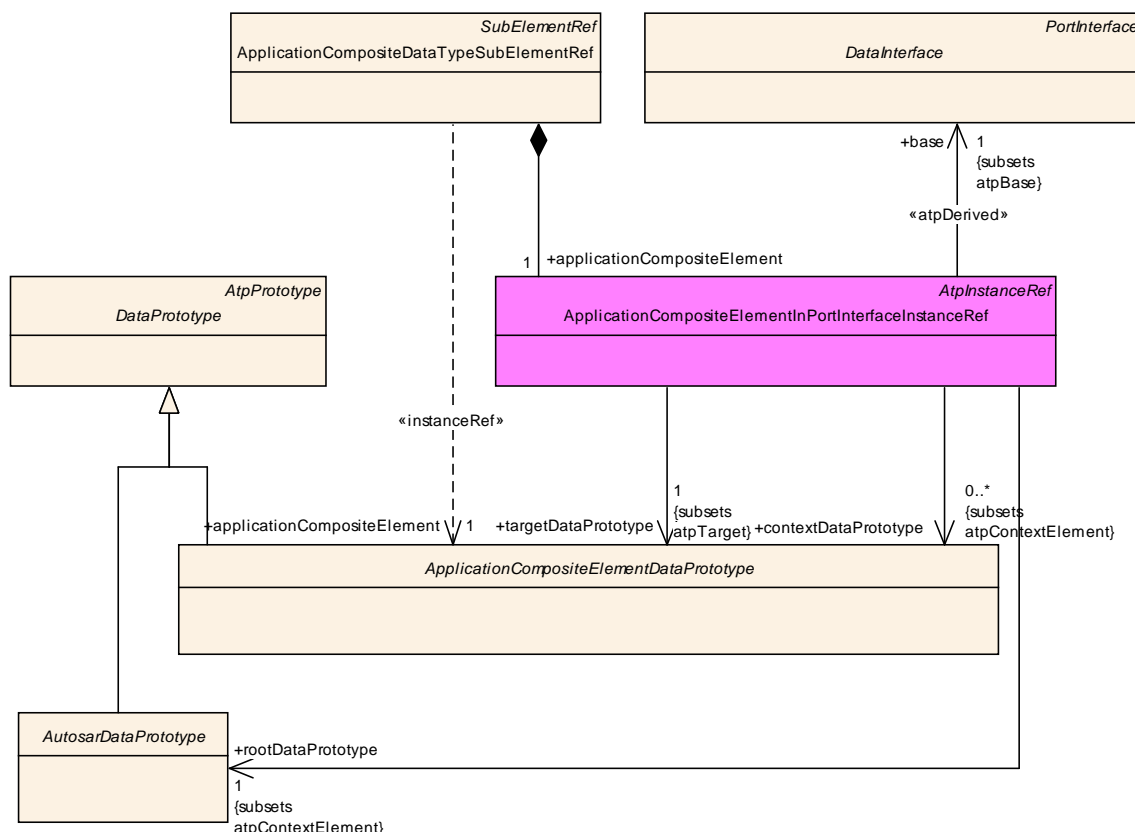 SubElementRef
ApplicationCompositeDataTypeSubElementRef
PortInterface
DataInterface
+base
1
{subsets
atpBase}
«atpDerived»
1
+applicationCompositeElement
AtpPrototype
DataPrototype
AtpInstanceRef
ApplicationCompositeElementInPortInterfaceInstanceRef
«instanceRef»
+applicationCompositeElement
1
+targetDataPrototype
1
{subsets
atpTarget}
+contextDataPrototype
0..*
{subsets
atpContextElement}
ApplicationCompositeElementDataPrototype
AutosarDataPrototype
+rootDataPrototype
1
{subsets
atpContextElement}